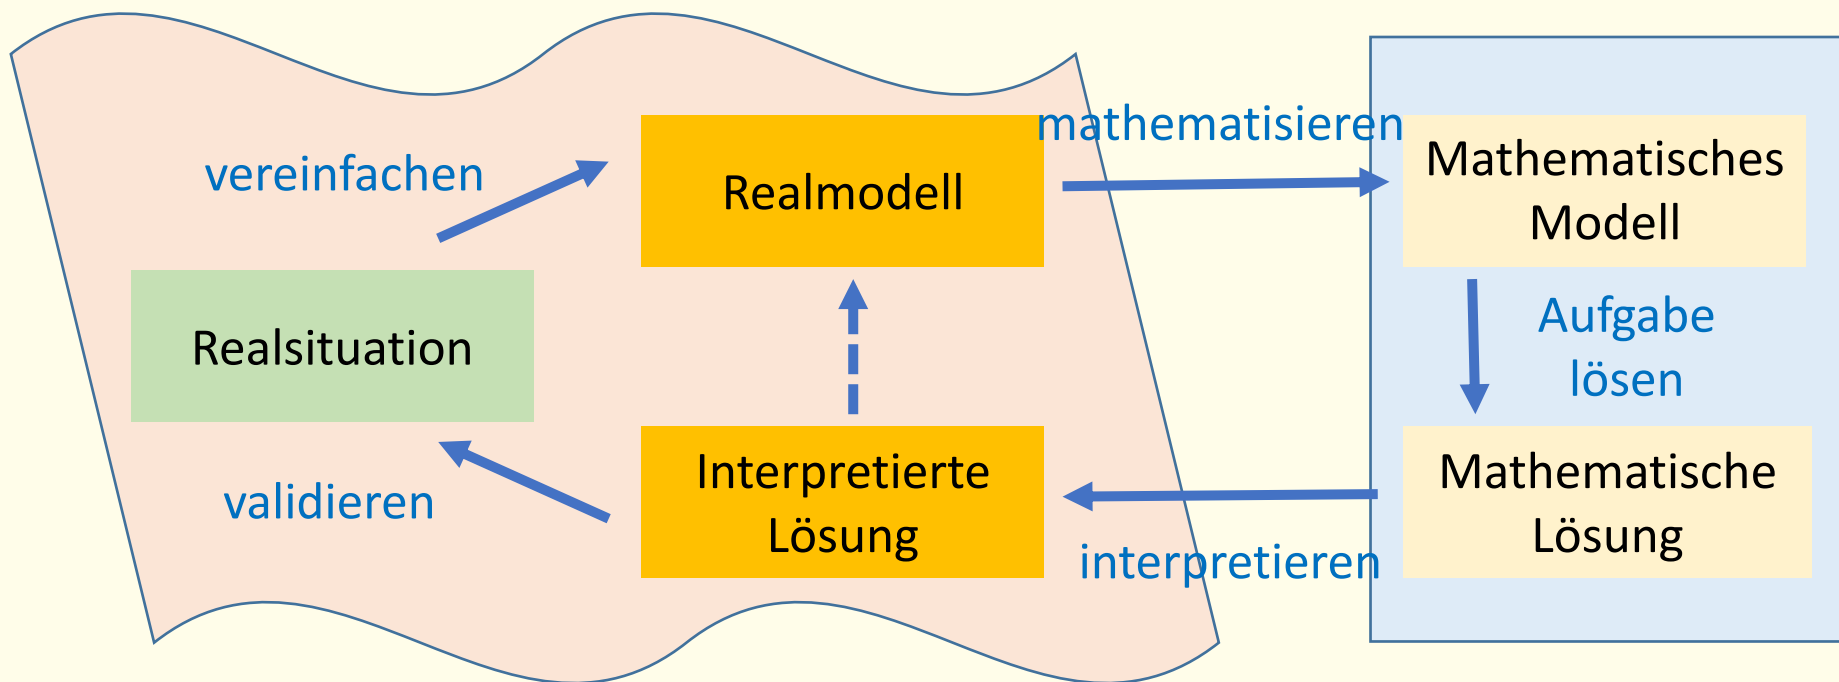 mathematisieren
vereinfachen
Realmodell
Mathematisches
Modell
Realsituation
Aufgabe
lösen
Interpretierte
Lösung
Mathematische
Lösung
validieren
interpretieren